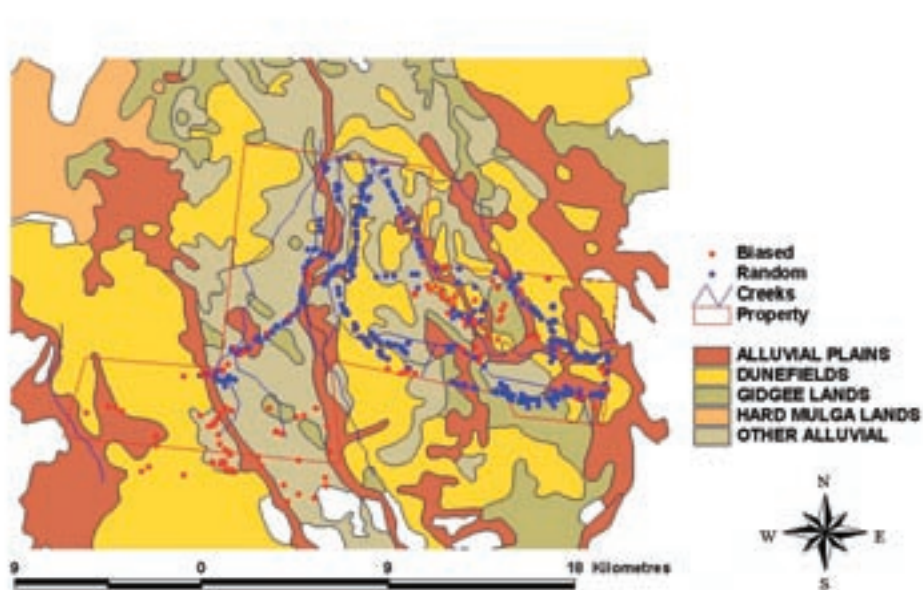 Biased
Random
Creeks
Property
ALLUVIAL PLAINS
DUNEFIELDS
GIDGEE LANDS
HARD MULGA LANDS
OTHER ALLUVIAL
N
W E
S
9 0 9 18 Kilometres